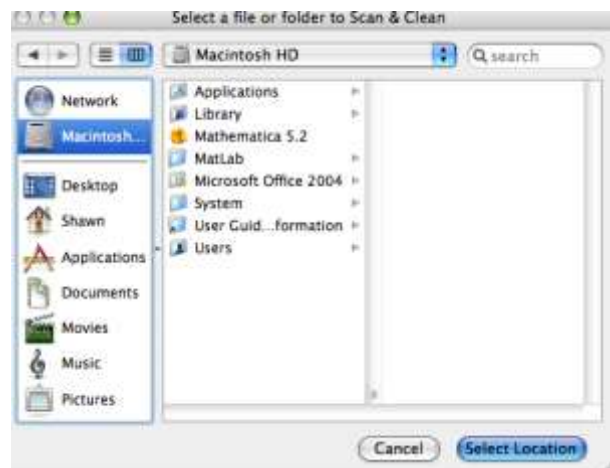 Select a file or folder to Scan & Clean
Macintosh HD
search
Network
Macintosh...
Desktop
Shawn
Applications
Documents
Movies
Music
Pictures
Applications
Library
Mathematica 5.2
MatLab
Microsoft Office 2004
System
User Guid...formation
Users
Cancel
Select Location